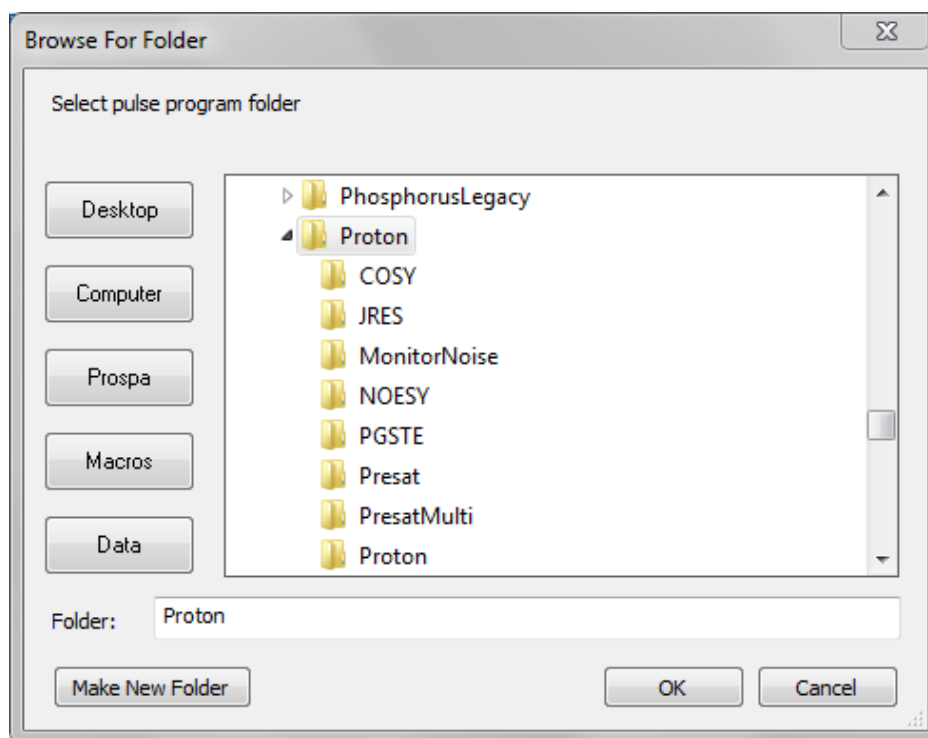 Browse For Folder
Select pulse program folder
Desktop
Computer
Prospa
Macros
Data
PhosphorusLegacy
Proton
COSY
JRES
MonitorNoise
NOESY
PGSTE
Presat
PresatMulti
Proton
Folder: Proton
Make New Folder OK Cancel